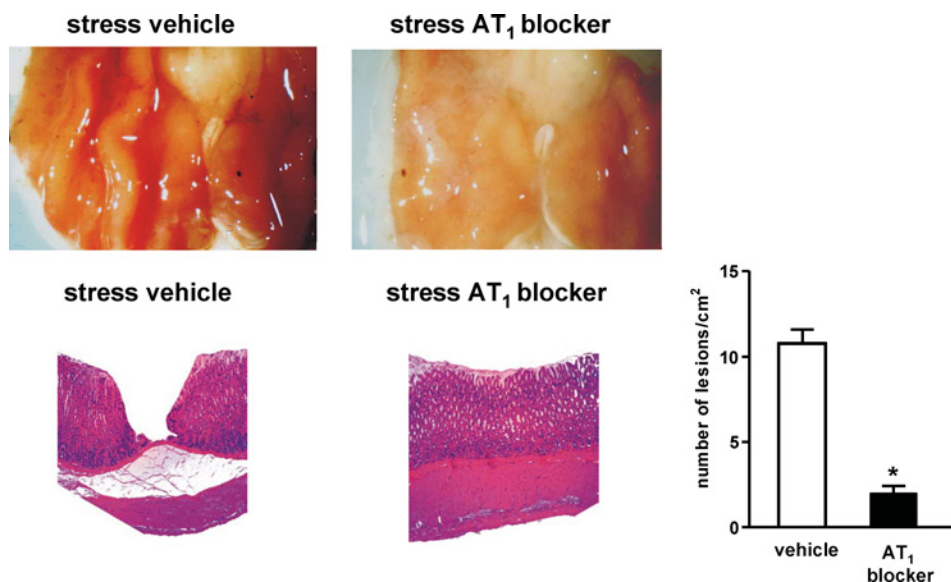 stress vehicle
stress AT₁ blocker
stress vehicle
stress AT₁ blocker
number of lesions/cm²
15
10
5
0
*
vehicle
AT₁
blocker